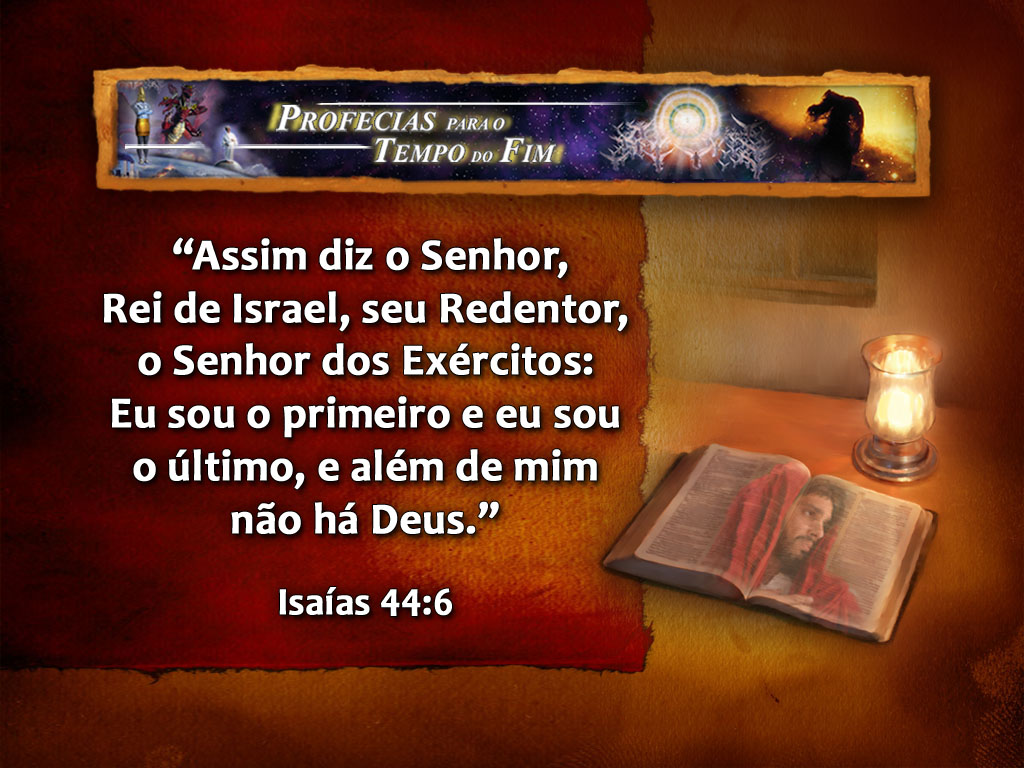 PROFECIAS PARA O
TEMPO DO FIM
“Assim diz o Senhor,
Rei de Israel, seu Redentor,
o Senhor dos Exércitos:
Eu sou o primeiro e eu sou
o último, e além de mim
não há Deus.”
Isaías 44:6